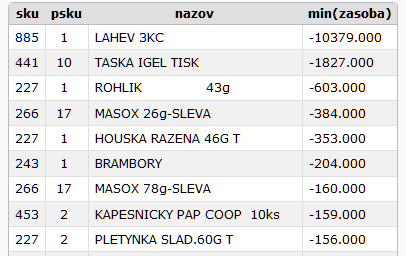 sku psku nazov min(zasoba)
885 1 LAHEV 3KC -10379.000
441 10 TASKA IGEL TISK -1827.000
227 1 ROHLIK 43g -603.000
266 17 MASOX 26g-SLEVA -384.000
227 1 HOUSKA RAZENA 46G T -353.000
243 1 BRAMBORY -204.000
266 17 MASOX 78g-SLEVA -160.000
453 2 KAPESNICKY PAP COOP 10ks -159.000
227 2 PLETYNKA SLAD.60G T -156.000